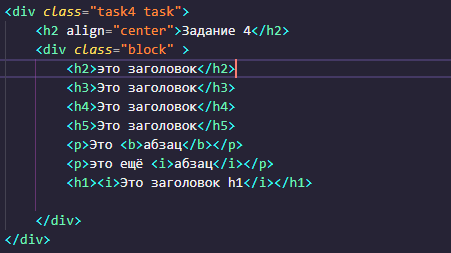 <div class="task4 task">
<h2 align="center">Задание 4</h2>
<div class="block" >
<h2>это заголовок</h2>
<h3>Это заголовок</h3>
<h4>Это заголовок</h4>
<h5>Это заголовок</h5>
<p>Это <b>абзац</b></p>
<p>это ещё <i>абзац</i></p>
<h1><i>Это заголовок h1</i></h1>
</div>
</div>